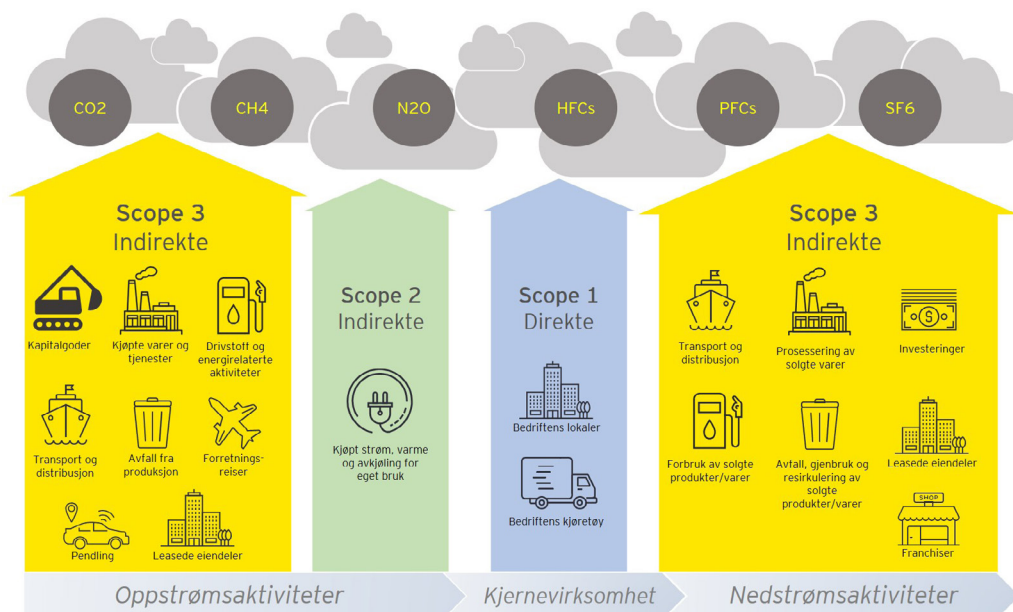 CO2
CH4
N2O
HFCs
PFCs
SF6
Scope 3
Indirekte
Kapitalgoder
Kjøpte varer og
tjenester
Drivstoff og
energirelaterte
aktiviteter
Transport og
distribusjon
Avfall fra
produksjon
Forretnings-
reiser
Pendling
Leasede eiendeler
Scope 2
Indirekte
Kjøpt strøm, varme
og avkjøling for
eget bruk
Scope 1
Direkte
Bedriftens lokaler
Bedriftens kjøretøy
Scope 3
Indirekte
Transport og
distribusjon
Prosessering av
solgte varer
$
Investeringer
Forbruk av solgte
produkter/varer
Avfall, gjenbruk og
resirkulering av
solgte
produkter/varer
Leasede eiendeler
SHOP
Franchiser
Oppstrømsaktiviteter
Kjernevirksomhet
Nedstrømsaktiviteter